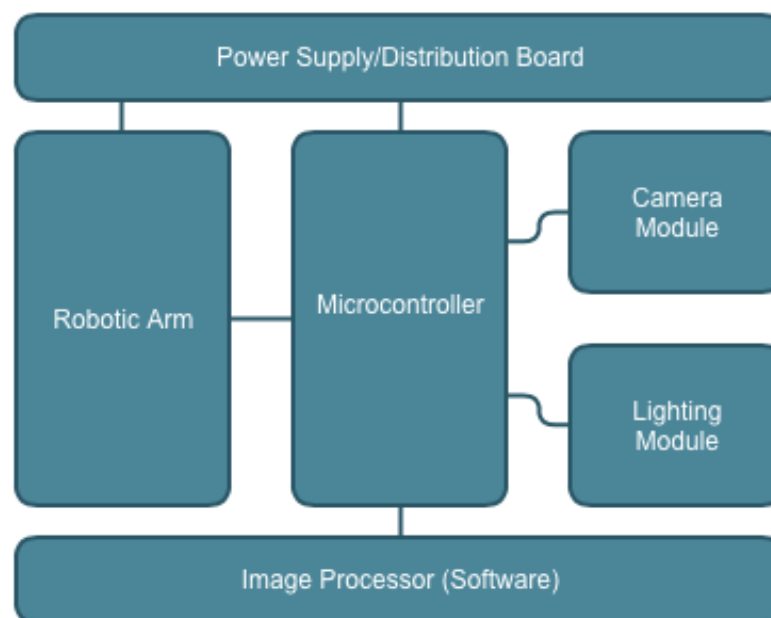 Power Supply/Distribution Board
Robotic Arm
Microcontroller
Camera
Module
Lighting
Module
Image Processor (Software)